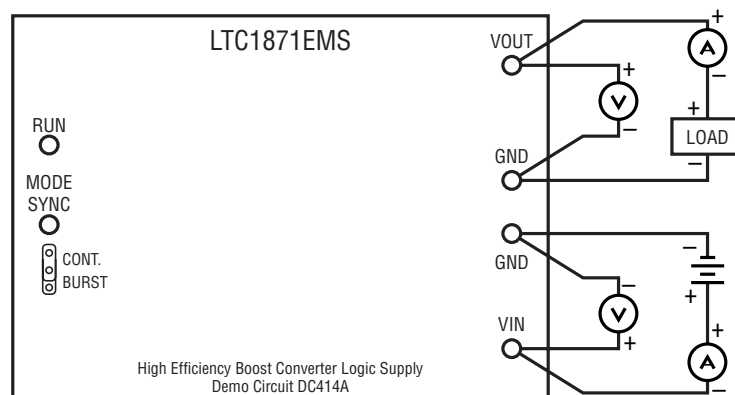 LTC1871EMS
VOUT
+
A
–
+
V
–
+
LOAD
–
RUN
GND
MODE
SYNC
CONT.
BURST
GND
–
+
–
V
+
VIN
+
A
–
High Efficiency Boost Converter Logic Supply
Demo Circuit DC414A